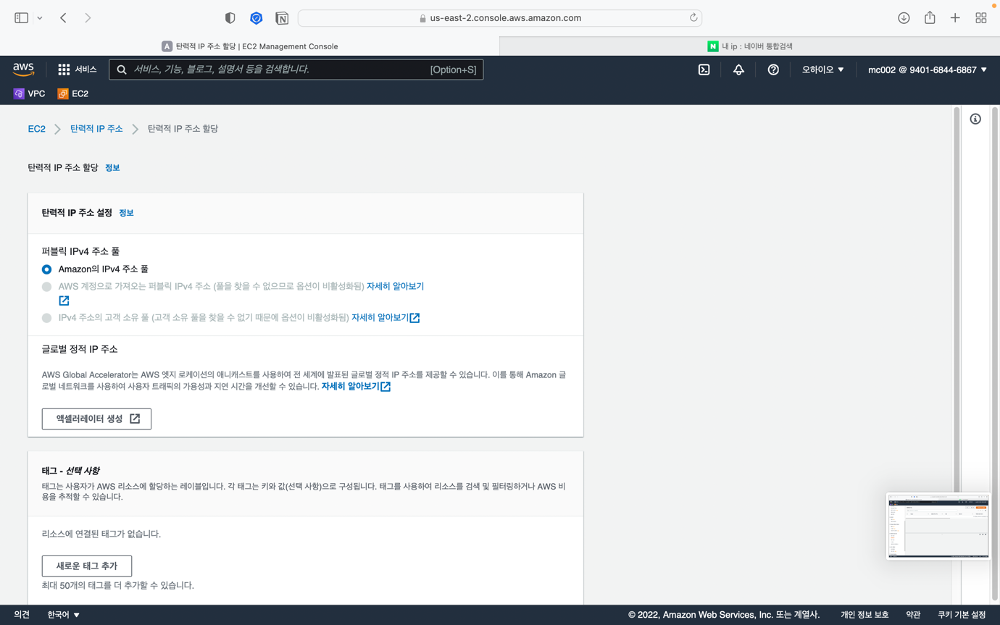 us-east-2.console.aws.amazon.com
A 탄력적 IP 주소 할당 | EC2 Management Console
N 내 ip : 네이버 통합검색
aws 서비스 서비스, 기능, 블로그, 설명서 등을 검색합니다. [Option+S] 오하이오 ▼ mc002 @ 9401-6844-6867 ▼
VPC EC2
EC2 > 탄력적 IP 주소 > 탄력적 IP 주소 할당
탄력적 IP 주소 할당 정보
탄력적 IP 주소 설정 정보
퍼블릭 IPv4 주소 풀
Amazon의 IPv4 주소 풀
AWS 계정으로 가져오는 퍼블릭 IPv4 주소 (풀을 찾을 수 없으므로 옵션이 비활성화됨) 자세히 알아보기
IPv4 주소의 고객 소유 풀 (고객 소유 풀을 찾을 수 없기 때문에 옵션이 비활성화됨) 자세히 알아보기
글로벌 정적 IP 주소
AWS Global Accelerator는 AWS 엣지 로케이션의 애니캐스트를 사용하여 전 세계에 발표된 글로벌 정적 IP 주소를 제공할 수 있습니다. 이를 통해 Amazon 글
로벌 네트워크를 사용하여 사용자 트래픽의 가용성과 지연 시간을 개선할 수 있습니다. 자세히 알아보기
액셀러레이터 생성
태그 - 선택 사항
태그는 사용자가 AWS 리소스에 할당하는 레이블입니다. 각 태그는 키와 값(선택 사항)으로 구성됩니다. 태그를 사용하여 리소스를 검색 및 필터링하거나 AWS 비
용을 추적할 수 있습니다.
리소스에 연결된 태그가 없습니다.
새로운 태그 추가
최대 50개의 태그를 더 추가할 수 있습니다.
의견 한국어 ▼ © 2022, Amazon Web Services, Inc. 또는 계열사. 개인 정보 보호 약관 쿠키 기본 설정